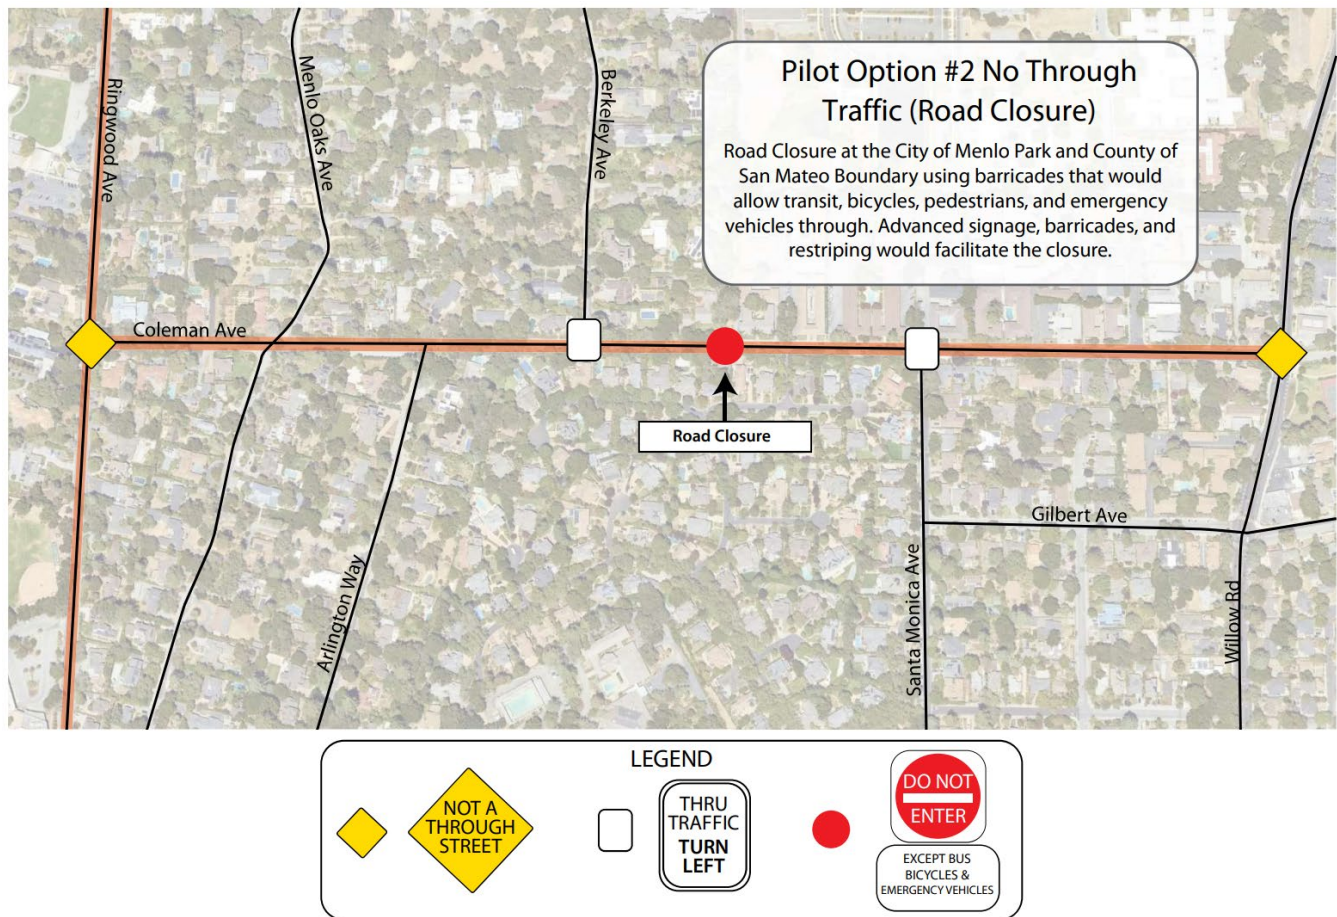 Pilot Option #2 No Through
Traffic (Road Closure)
Road Closure at the City of Menlo Park and County of
San Mateo Boundary using barricades that would
allow transit, bicycles, pedestrians, and emergency
vehicles through. Advanced signage, barricades, and
restriping would facilitate the closure.
Ringwood Ave
Menlo Oaks Ave
Berkeley Ave
Coleman Ave
Road Closure
Arlington Way
Santa Monica Ave
Gilbert Ave
Willow Rd
LEGEND
NOT A
THROUGH
STREET
THRU
TRAFFIC
TURN
LEFT
DO NOT
ENTER
EXCEPT BUS
BICYCLES &
EMERGENCY VEHICLES